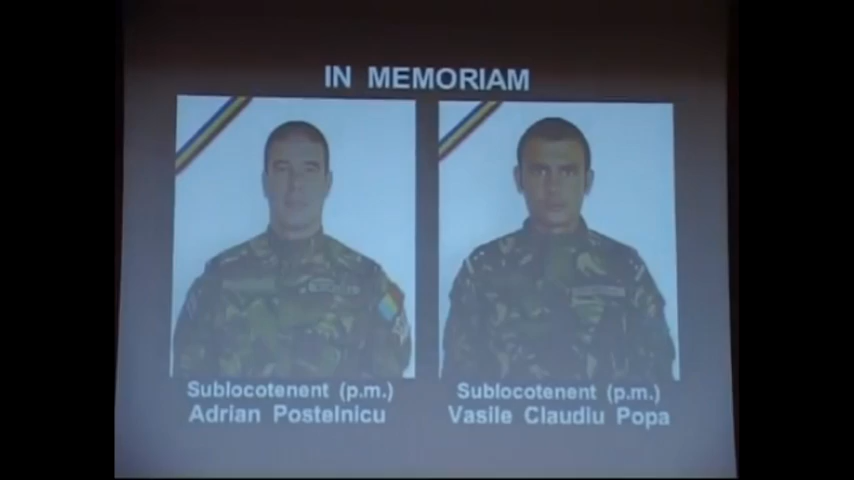 IN MEMORIAM
Sublocotenent (p.m.)
Adrian Postelnicu
Sublocotenent (p.m.)
Vasile Claudiu Popa